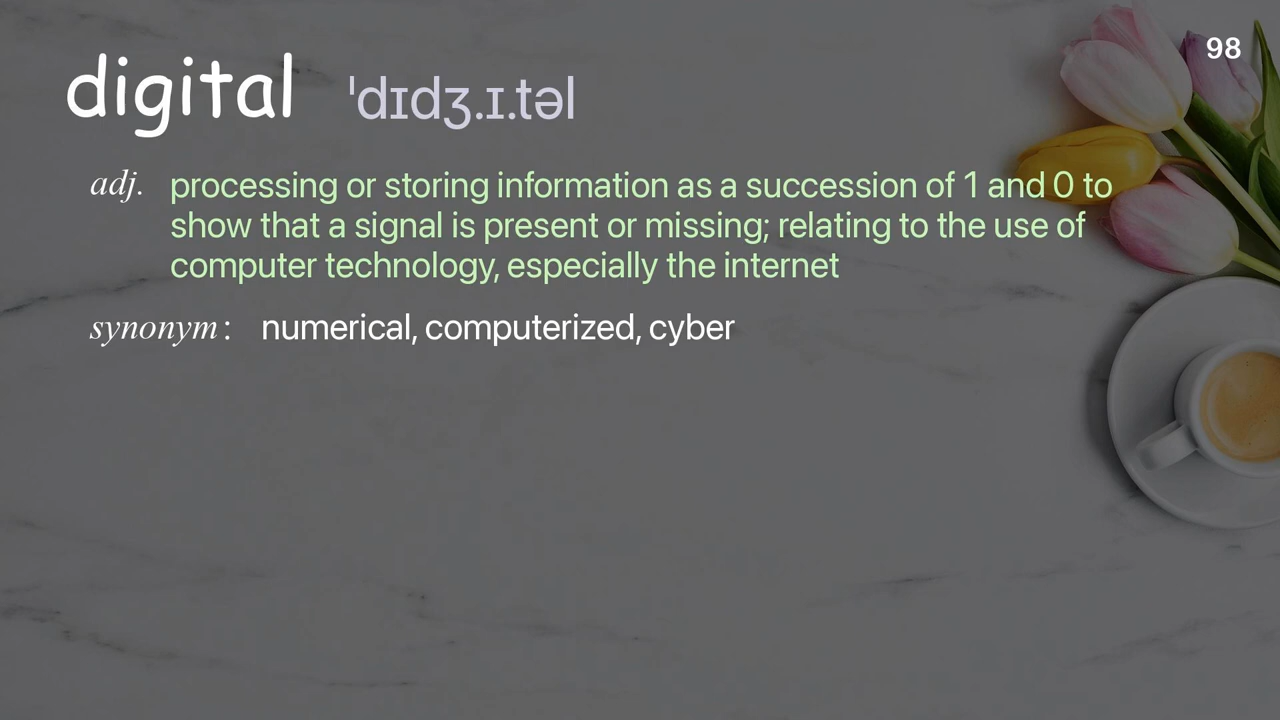 98
digital ˈdɪdʒ.ɪ.təl
adj. processing or storing information as a succession of 1 and 0 to
show that a signal is present or missing; relating to the use of
computer technology, especially the internet
synonym: numerical, computerized, cyber